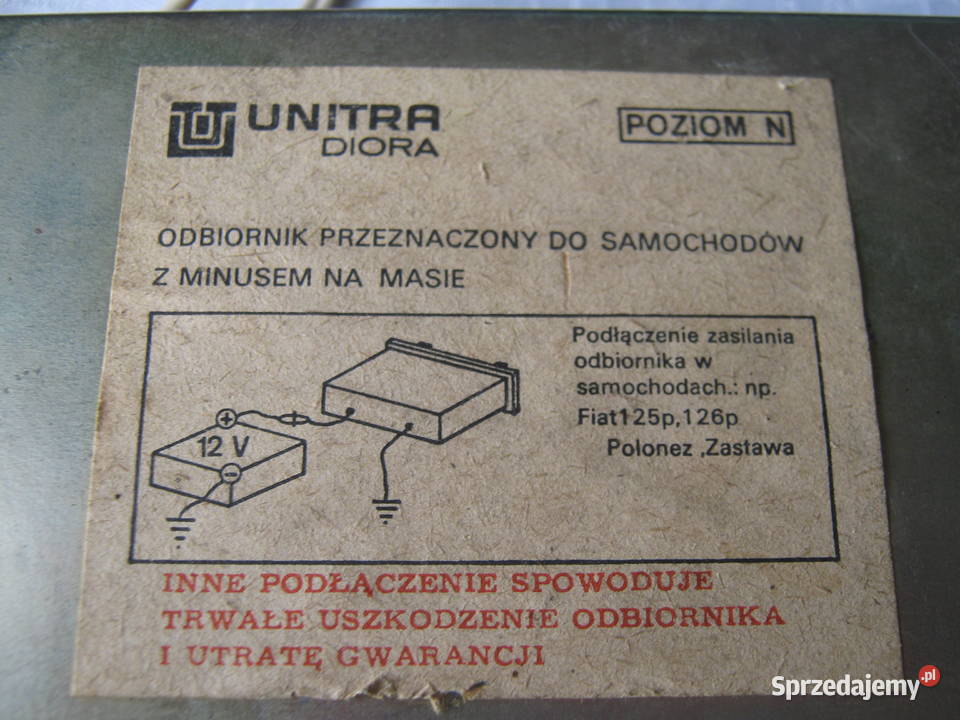 UNITRA
DIORA
POZIOM N
ODBIORNIK PRZEZNACZONY DO SAMOCHODÓW
Z MINUSEM NA MASIE
Podłączenie zasilania
odbiornika w
samochodach.: np.
Fiat125p,126p
Polonez ,Zastawa
+
12 V
−
INNE PODŁĄCZENIE SPOWODUJE
TRWAŁE USZKODZENIE ODBIORNIKA
I UTRATĘ GWARANCJI
Sprzedajemy.pl